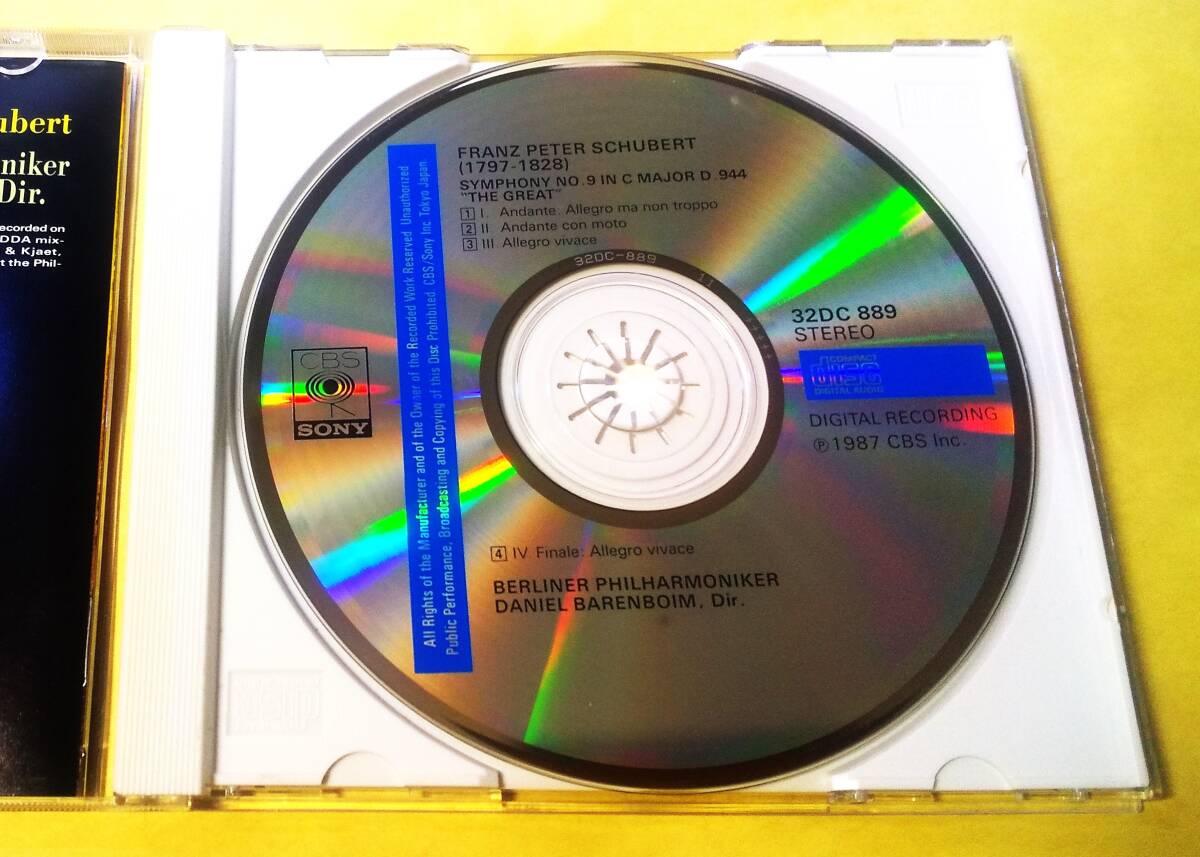 ubert
niker
Dir.
ecorded on
DDA mix-
& Kjaet,
t the Phil-
FRANZ PETER SCHUBERT
(1797-1828)
SYMPHONY NO.9 IN C MAJOR D.944
"THE GREAT"
1 I. Andante. Allegro ma non troppo
2 II Andante con moto
3 III. Allegro vivace
32DC-889 11
32DC 889
STEREO
COMPACT
disc
DIGITAL AUDIO
DIGITAL RECORDING
℗ 1987 CBS Inc.
CBS
SONY
All Rights of the Manufacturer and of the Owner of the Recorded Work Reserved. Unauthorized
Public Performance, Broadcasting and Copying of this Disc Prohibited. CBS/Sony Inc. Tokyo Japan
4 IV Finale: Allegro vivace
BERLINER PHILHARMONIKER
DANIEL BARENBOIM, Dir.